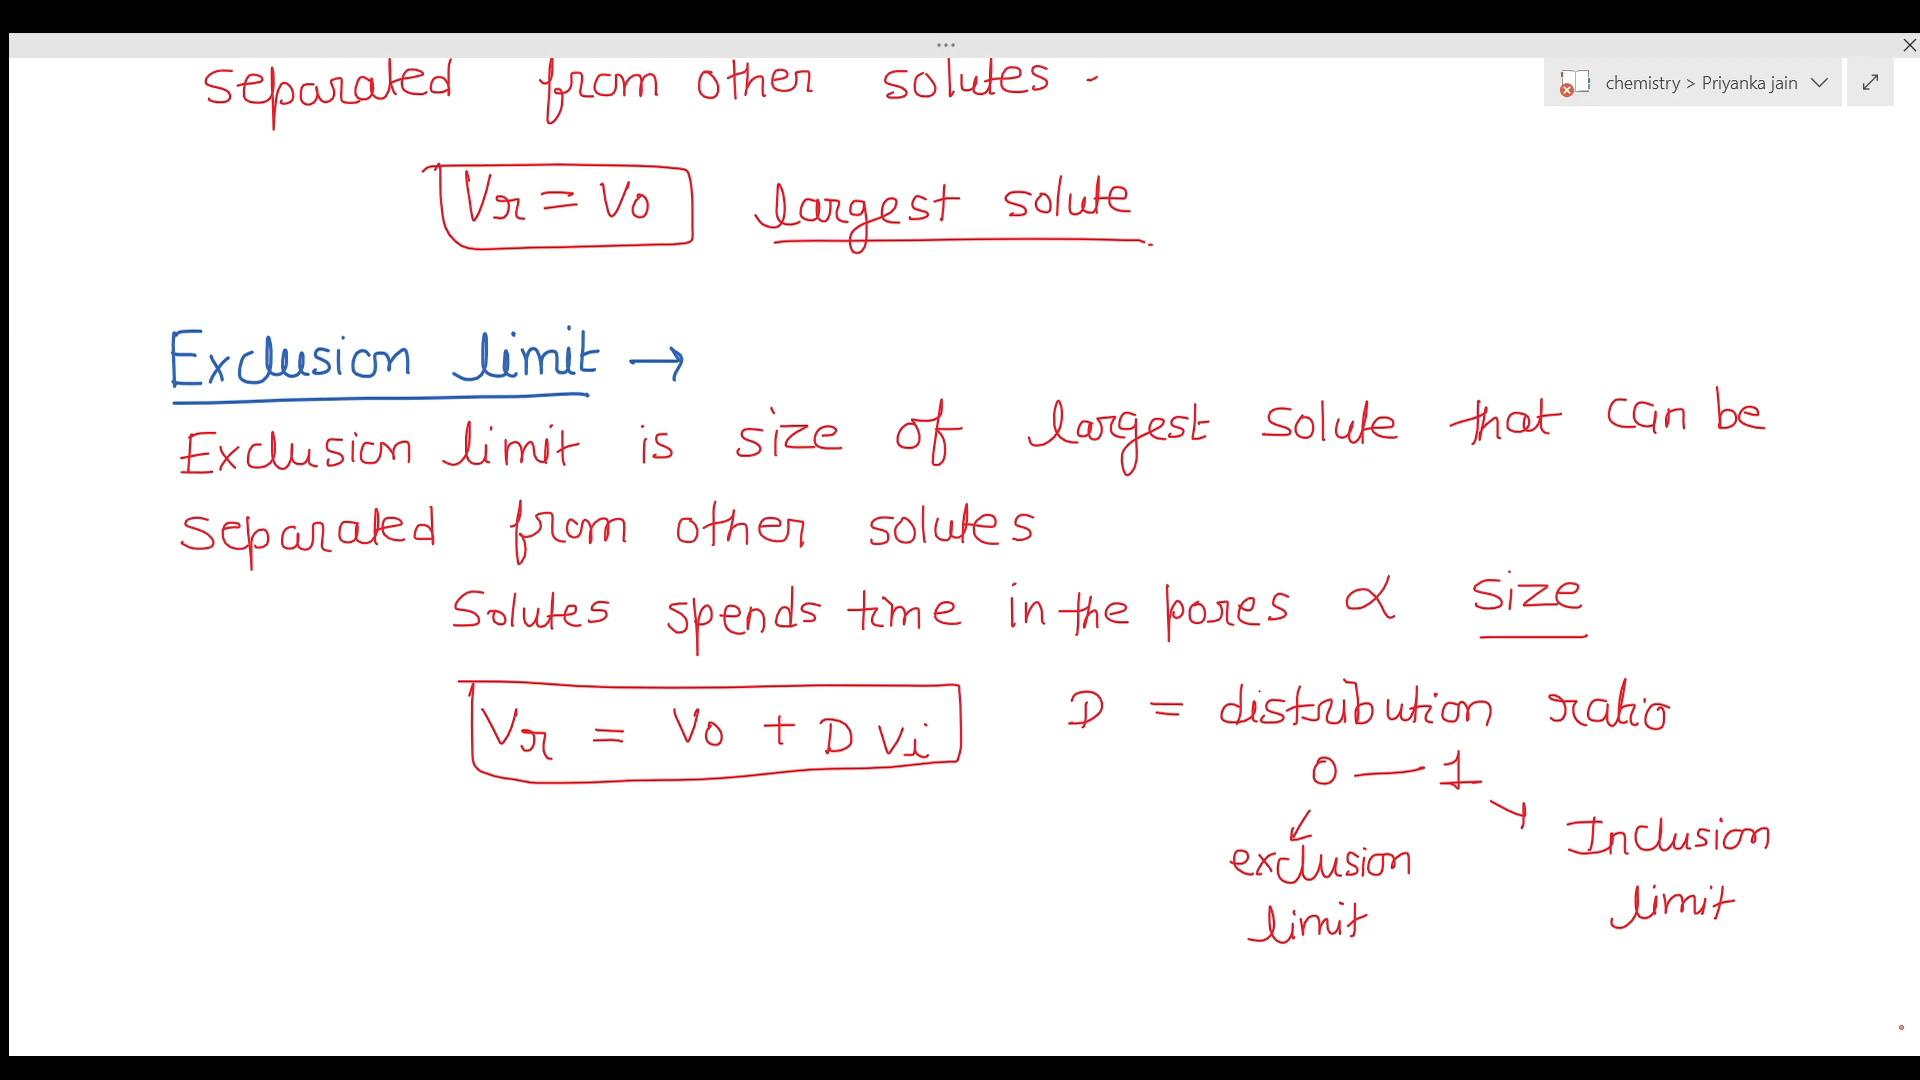 separated from other solutes -
chemistry > Priyanka jain
Vr = Vo largest solute
Exclusion limit →
Exclusion limit is size of largest solute that can be
separated from other solutes
Solutes spends time in the pores ∝ size
Vr = Vo + D Vi D = distribution ratio
0 — 1
exclusion limit
Inclusion limit